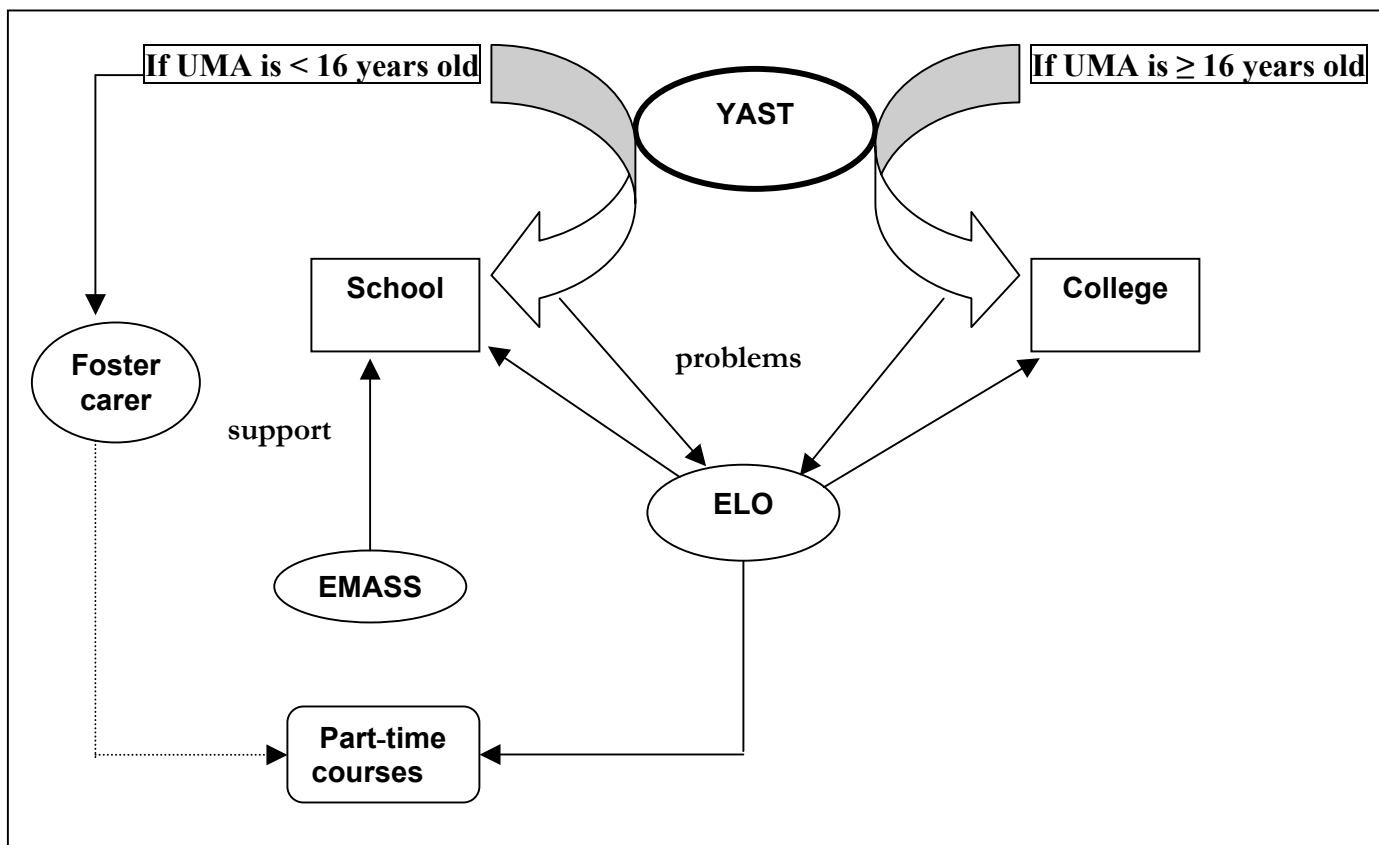 If UMA is < 16 years old
If UMA is ≥ 16 years old
YAST
School
College
problems
Foster
carer
support
ELO
EMASS
Part-time
courses